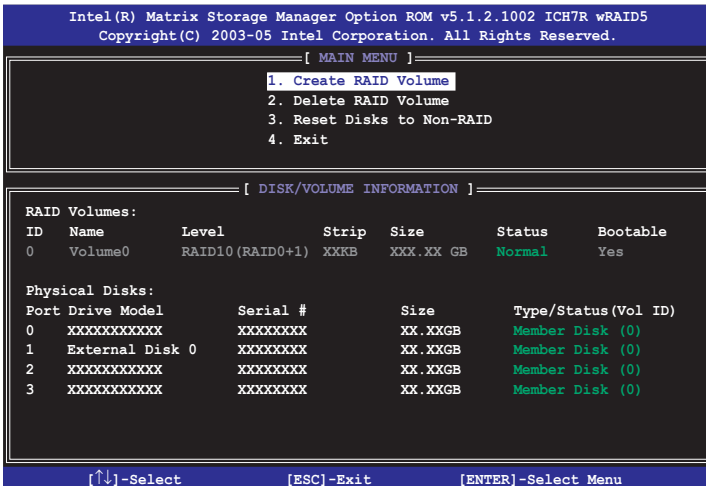 Intel(R) Matrix Storage Manager Option ROM v5.1.2.1002 ICH7R wRAID5
Copyright(C) 2003-05 Intel Corporation. All Rights Reserved.
[ MAIN MENU ]
1. Create RAID Volume
2. Delete RAID Volume
3. Reset Disks to Non-RAID
4. Exit
[ DISK/VOLUME INFORMATION ]
RAID Volumes:
ID Name Level Strip Size Status Bootable
0 Volume0 RAID10(RAID0+1) XXKB XXX.XX GB Normal Yes
Physical Disks:
Port Drive Model Serial # Size Type/Status(Vol ID)
0 XXXXXXXXXXX XXXXXXXX XX.XXGB Member Disk (0)
1 External Disk 0 XXXXXXXX XX.XXGB Member Disk (0)
2 XXXXXXXXXXX XXXXXXXX XX.XXGB Member Disk (0)
3 XXXXXXXXXXX XXXXXXXX XX.XXGB Member Disk (0)
[↑↓]-Select [ESC]-Exit [ENTER]-Select Menu